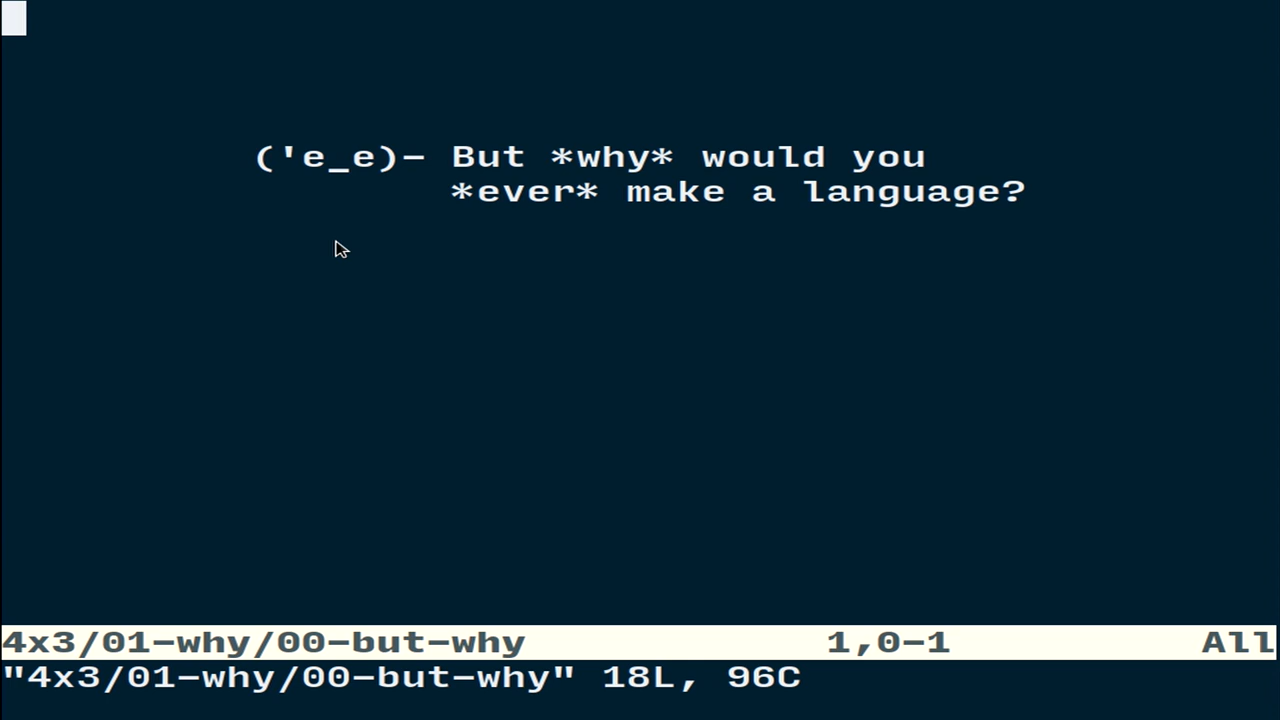 ('e_e)- But *why* would you
*ever* make a language?
4x3/01-why/00-but-why 1,0-1 All
"4x3/01-why/00-but-why" 18L, 96C